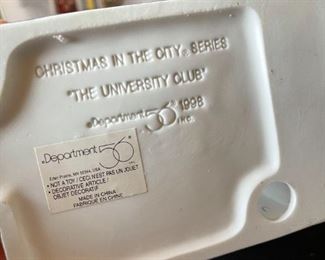 CHRISTMAS IN THE CITY® SERIES
"THE UNIVERSITY CLUB"
Department 56® 1998
INC.
Department 56®
Eden Prairie, MN 55344, USA
• NOT A TOY / CECI N'EST PAS UN JOUET
• DECORATIVE ARTICLE /
OBJET DÉCORATIF
MADE IN CHINA
FABRIQUÉ EN CHINE